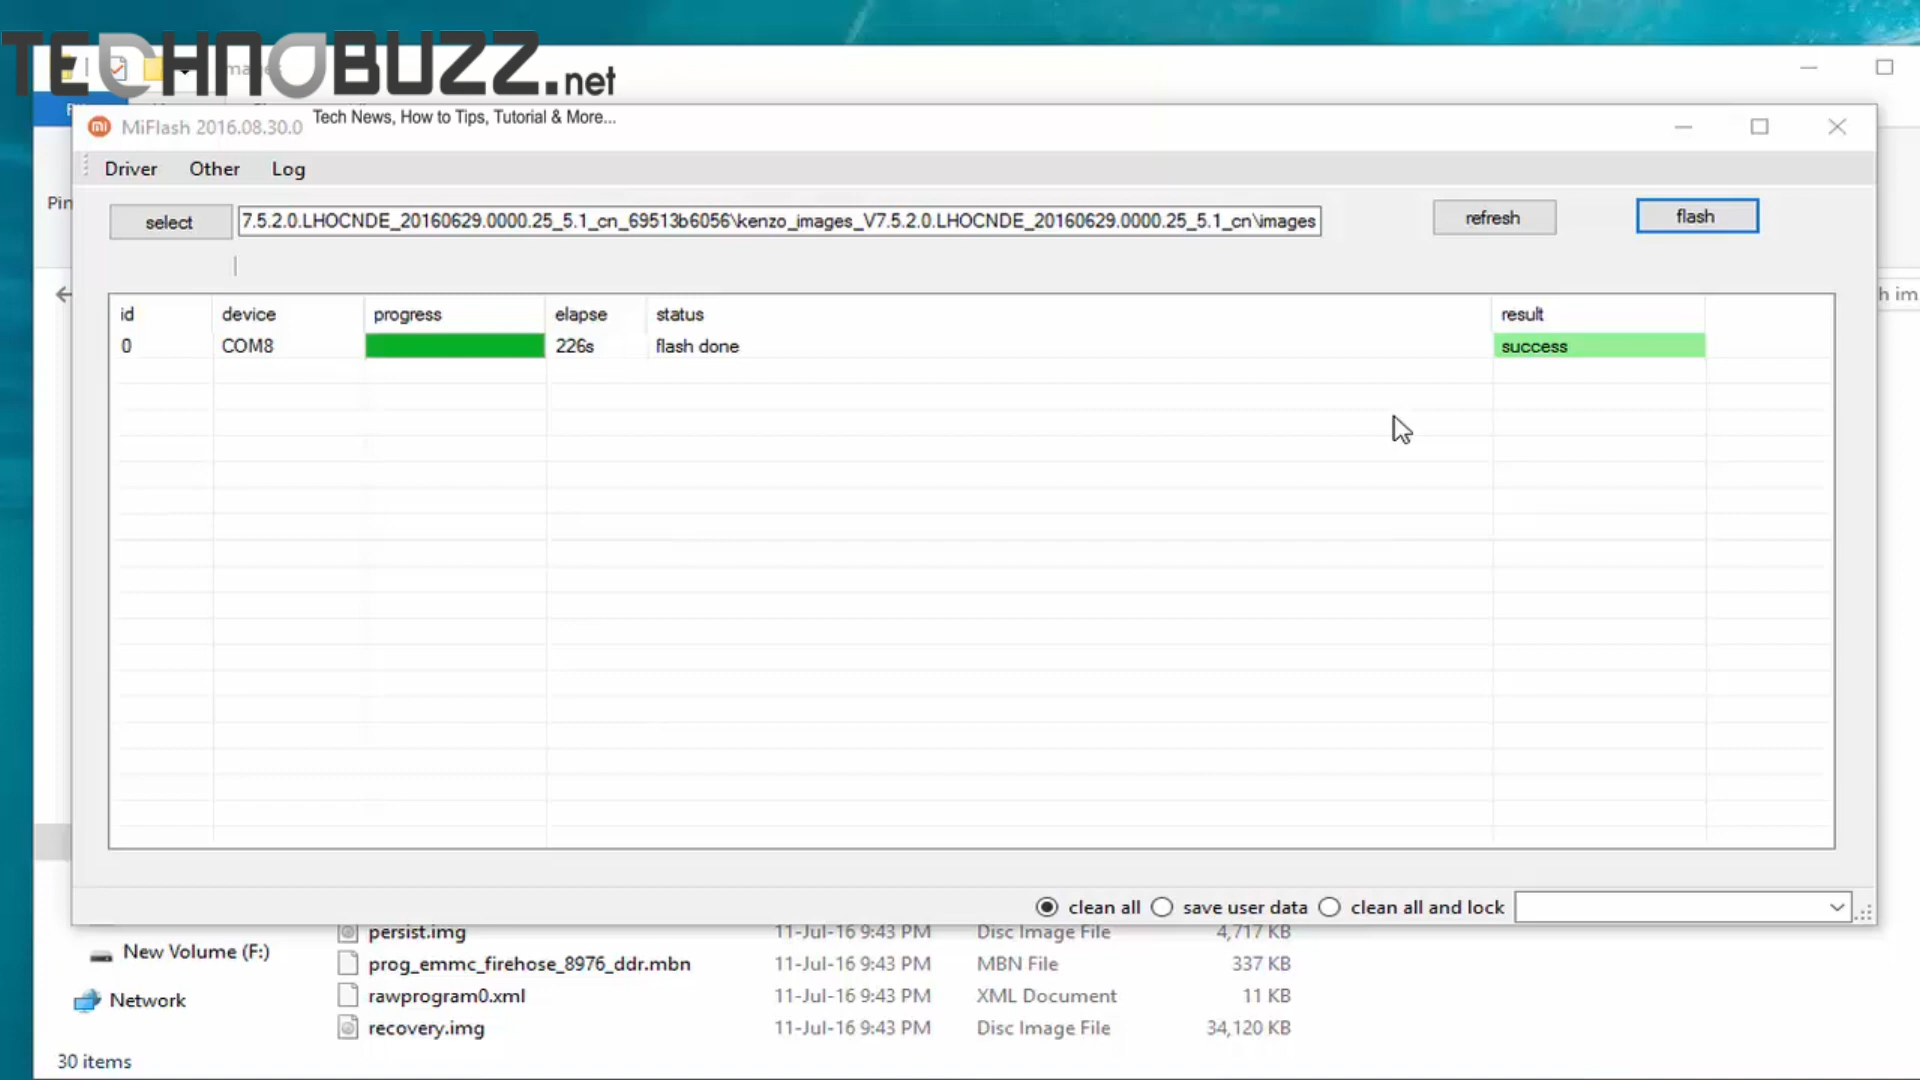 TECHNOBUZZ.net
Tech News, How to Tips, Tutorial & More...
MiFlash 2016.08.30.0
Driver Other Log
Pin
select 7.5.2.0.LHOCNDE_20160629.0000.25_5.1_cn_69513b6056\kenzo_images_V7.5.2.0.LHOCNDE_20160629.0000.25_5.1_cn\images refresh flash
h im
id device progress elapse status result
0 COM8 226s flash done success
clean all save user data clean all and lock
persist.img 11-Jul-16 9:43 PM Disc Image File 4,717 KB
New Volume (F:)
prog_emmc_firehose_8976_ddr.mbn 11-Jul-16 9:43 PM MBN File 337 KB
Network
rawprogram0.xml 11-Jul-16 9:43 PM XML Document 11 KB
recovery.img 11-Jul-16 9:43 PM Disc Image File 34,120 KB
30 items